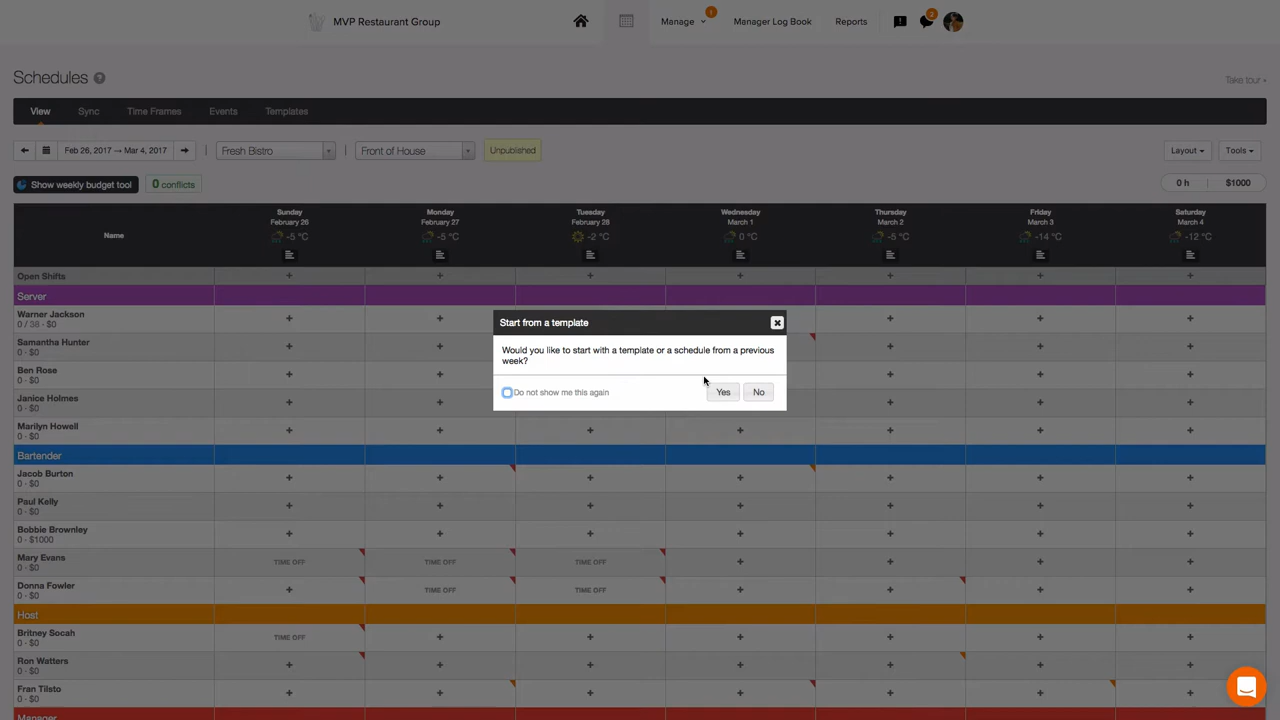 MVP Restaurant Group
Manage
!
Manager Log Book
Reports
2
Schedules ?
Take tour »
View Sync Time Frames Events Templates
Feb 26, 2017 → Mar 4, 2017 | Fresh Bistro | Front of House Unpublished Layout Tools
Show weekly budget tool 0 conflicts 0 h $1000
Name
Sunday Monday Tuesday Wednesday Thursday Friday Saturday
February 26 February 27 February 28 March 1 March 2 March 3 March 4
-5 °C -5 °C -2 °C 0 °C -5 °C -14 °C -12 °C
Open Shifts + + + + + + +
Server
Warner Jackson
0 / 38 - $0
Samantha Hunter
0 - $0
Ben Rose
0 - $0
Janice Holmes
0 - $0
Marilyn Howell
0 - $0
Start from a template
Would you like to start with a template or a schedule from a previous
week?
Do not show me this again Yes No
Bartender
Jacob Burton
0 - $0
Paul Kelly
0 - $0
Bobbie Brownley
0 - $1000
Mary Evans
0 - $0
TIME OFF TIME OFF TIME OFF
Donna Fowler
0 - $0
TIME OFF TIME OFF
Host
Britney Socah
0 - $0
TIME OFF
Ron Watters
0 - $0
Fran Tilsto
0 - $0
Manager